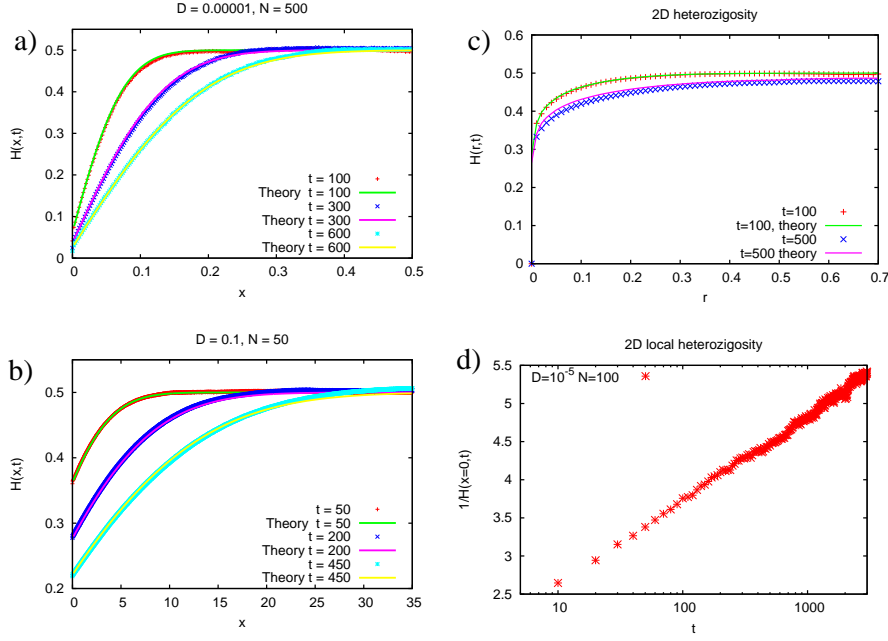 a)
D = 0.00001, N = 500
H(x,t)
0.5
0.4
0.3
0.2
0.1
0
t = 100
Theory t = 100
t = 300
Theory t = 300
t = 600
Theory t = 600
0 0.1 0.2 0.3 0.4 0.5
x
c)
2D heterozigosity
H(r,t)
0.6
0.5
0.4
0.3
0.2
0.1
0
t=100
t=100, theory
t=500
t=500 theory
0 0.1 0.2 0.3 0.4 0.5 0.6 0.7
r
b)
D = 0.1, N = 50
H(x,t)
0.5
0.4
0.3
0.2
t = 50
Theory t = 50
t = 200
Theory t = 200
t = 450
Theory t = 450
0 5 10 15 20 25 30 35
x
d)
2D local heterozigosity
1/H(x=0,t)
5.5
5
4.5
4
3.5
3
2.5
2
D=10⁻⁵ N=100
10 100 1000
t